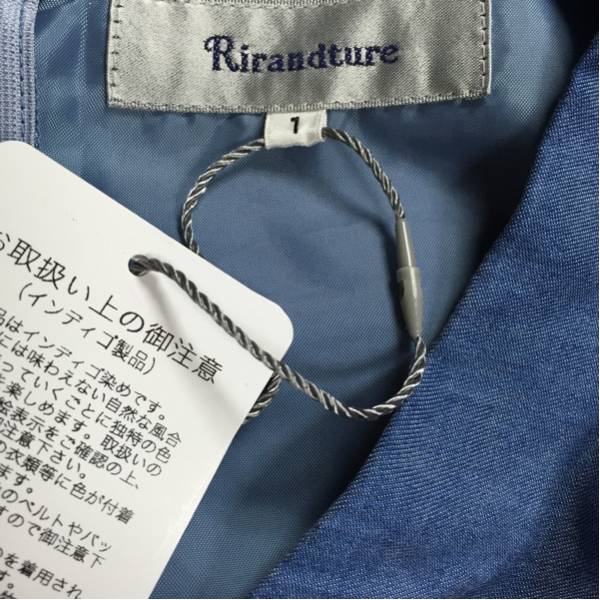 Rirandture
1
お取扱い上の御注意
(インディゴ製品)
品はインディゴ染めです。
には味わえない自然な風合
っていくごとに独特の色
楽しめます。取扱いの
絵表示をご確認の上、
注意下さい。
の衣類等に色が付着
ます。
のベルトやバッ
すので御注意下
を着用され